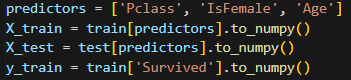 predictors = ['Pclass', 'IsFemale', 'Age']
X_train = train[predictors].to_numpy()
X_test = test[predictors].to_numpy()
y_train = train['Survived'].to_numpy()